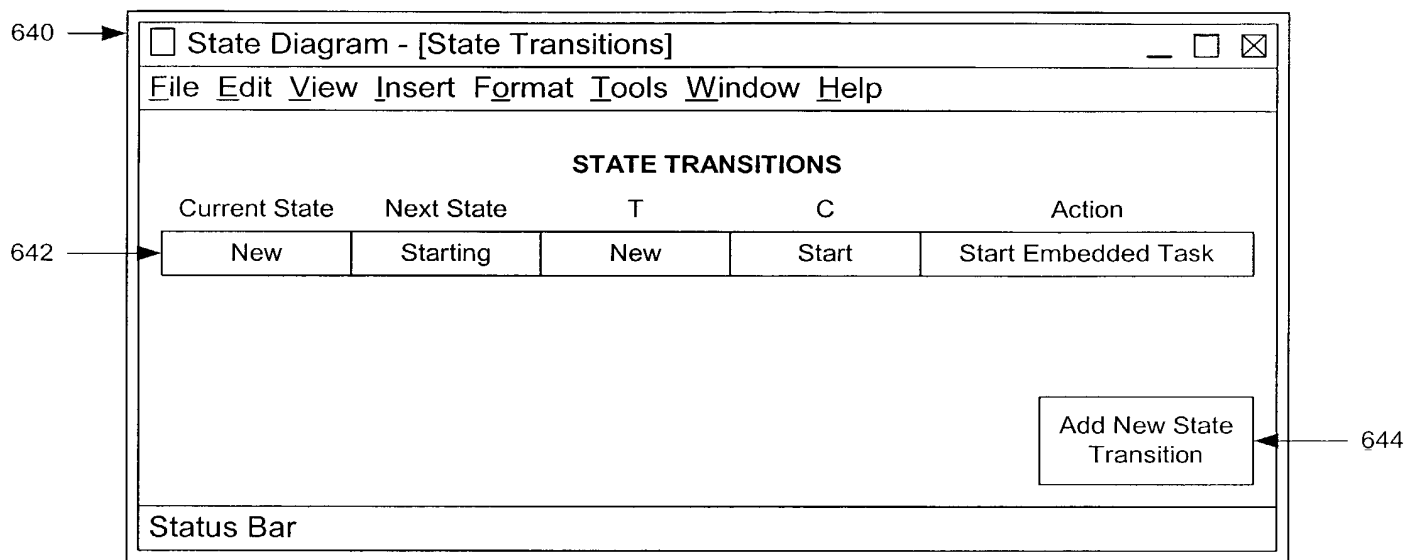 640
State Diagram - [State Transitions]
File Edit View Insert Format Tools Window Help
STATE TRANSITIONS
Current State Next State T C Action
642
New Starting New Start Start Embedded Task
Add New State
Transition
644
Status Bar